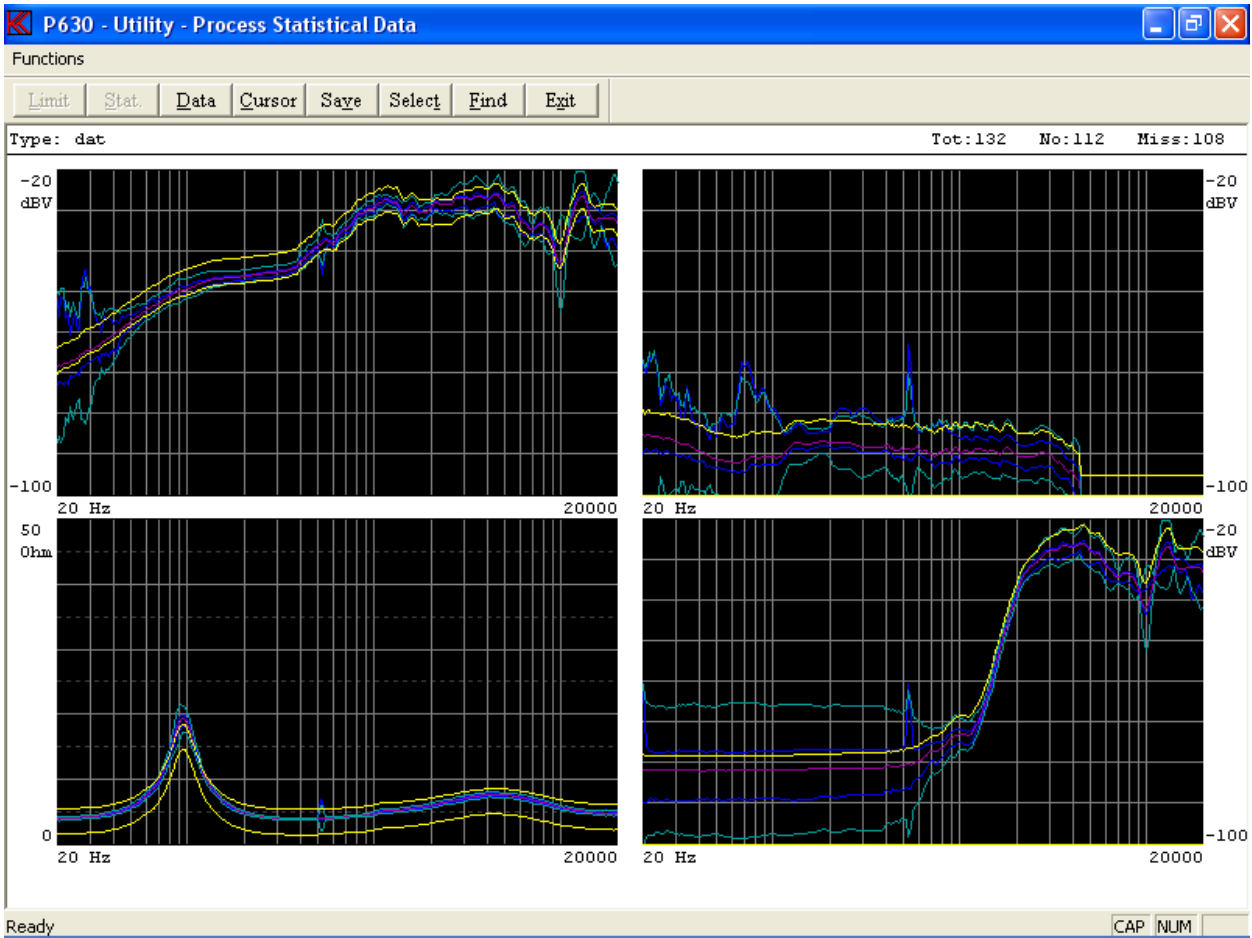 P630 - Utility - Process Statistical Data
Functions
Limit Stat. Data Cursor Save Select Find Exit
Type: dat Tot:132 No:112 Miss:108
-20
dBV
-100
20 Hz 20000
-20
dBV
-100
20 Hz 20000
50
Ohm
0
20 Hz 20000
-20
dBV
-100
20 Hz 20000
Ready CAP NUM